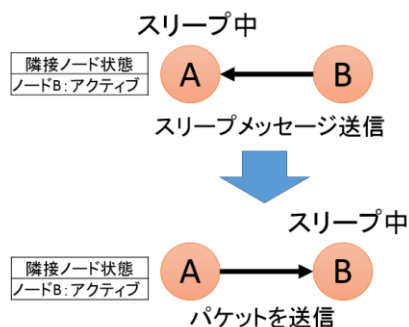 スリープ中
隣接ノード状態
ノードB:アクティブ
A
B
スリープメッセージ送信
スリープ中
隣接ノード状態
ノードB:アクティブ
A
B
パケットを送信